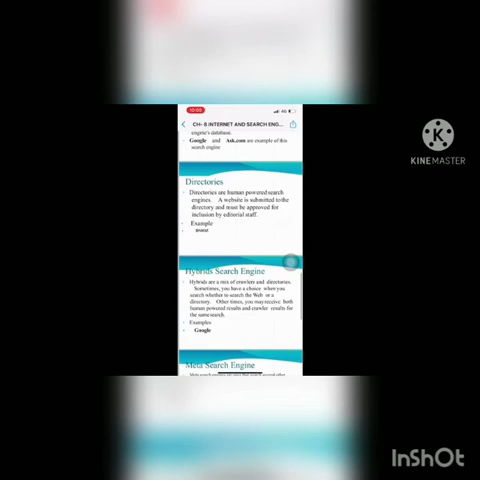 10:05
4G
CH- 8 INTERNET AND SEARCH ENG...
engine's database.
Google and Ask.com are example of this
search engine
Directories
Directories are human powered search
engines. A website is submitted to the
directory and must be approved for
inclusion by editorial staff.
Example
Hybrids Search Engine
Hybrids are a mix of crawlers and directories.
Sometimes, you have a choice when you
search whether to search the Web or a
directory. Other times, you may receive both
human powered results and crawler results for
the same search.
Examples
Google
Meta Search Engine
KINEMASTER
InShOt